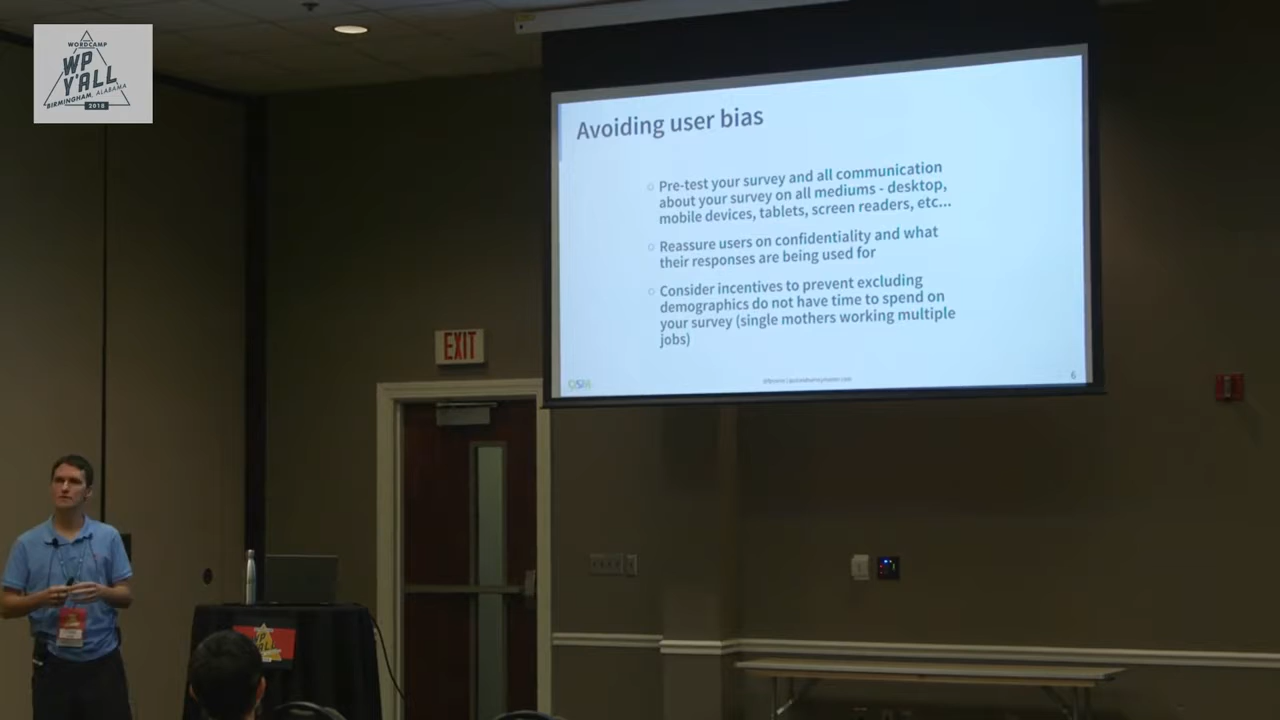 WORDCAMP
WP
Y'ALL
BIRMINGHAM, ALABAMA
2018
Avoiding user bias
Pre-test your survey and all communication
about your survey on all mediums - desktop,
mobile devices, tablets, screen readers, etc...
Reassure users on confidentiality and what
their responses are being used for
Consider incentives to prevent excluding
demographics do not have time to spend on
your survey (single mothers working multiple
jobs)
6
EXIT
WP
Y'ALL